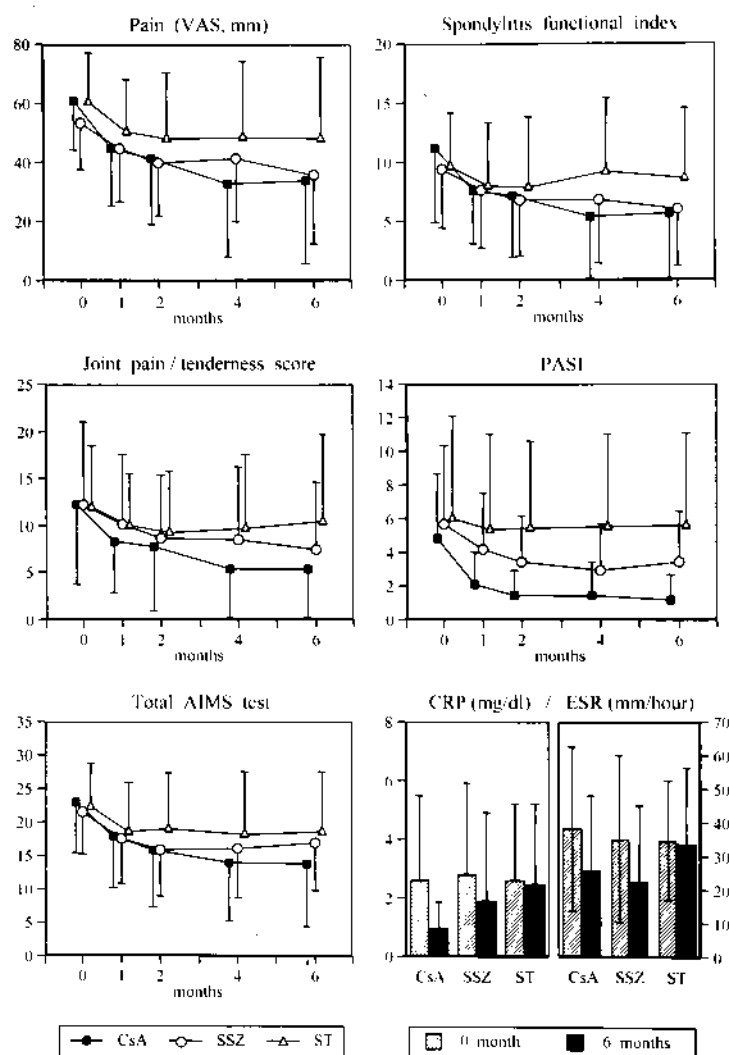 Pain (VAS, mm)
80
60
40
20
0
0 1 2 4 6
months
Spondylitis functional index
20
15
10
5
0
0 1 2 4 6
months
Joint pain / tenderness score
25
20
15
10
5
0
0 1 2 4 6
months
PASI
14
12
10
8
6
4
2
0
0 1 2 4 6
months
Total AIMS test
35
30
25
20
15
10
5
0
0 1 2 4 6
months
CRP (mg/dl) / ESR (mm/hour)
8
6
4
2
0
70
60
50
40
30
20
10
0
CsA SSZ ST CsA SSZ ST
CsA SSZ ST
0 month 6 months